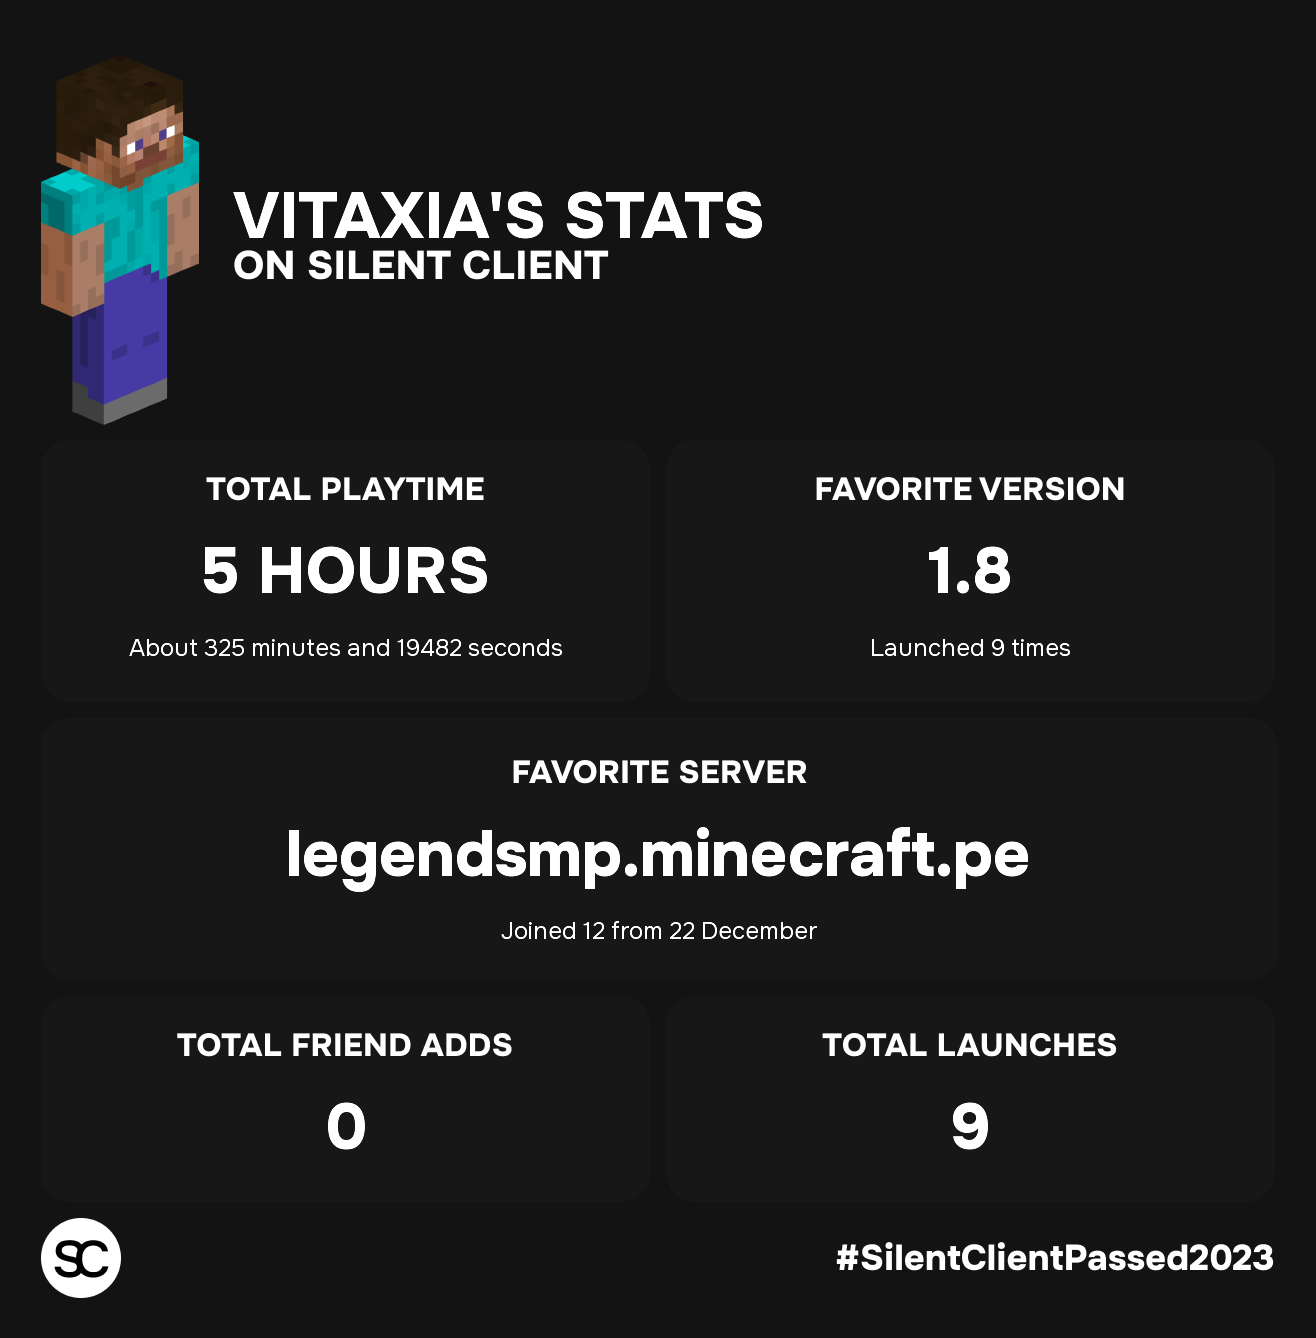 VITAXIA'S STATS
ON SILENT CLIENT
TOTAL PLAYTIME
5 HOURS
About 325 minutes and 19482 seconds
FAVORITE VERSION
1.8
Launched 9 times
FAVORITE SERVER
legendsmp.minecraft.pe
Joined 12 from 22 December
TOTAL FRIEND ADDS
0
TOTAL LAUNCHES
9
SC
#SilentClientPassed2023